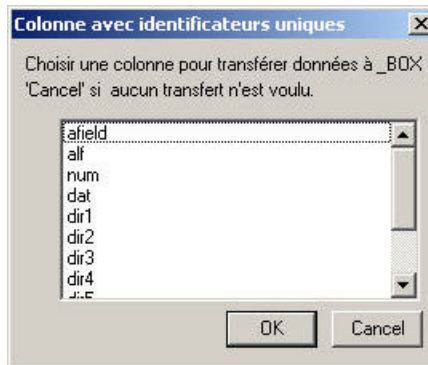 Colonne avec identificateurs uniques
Choisir une colonne pour transférer données à _BOX
'Cancel' si aucun transfert n'est voulu.
afield
alf
num
dat
dir1
dir2
dir3
dir4
dir5
OK
Cancel